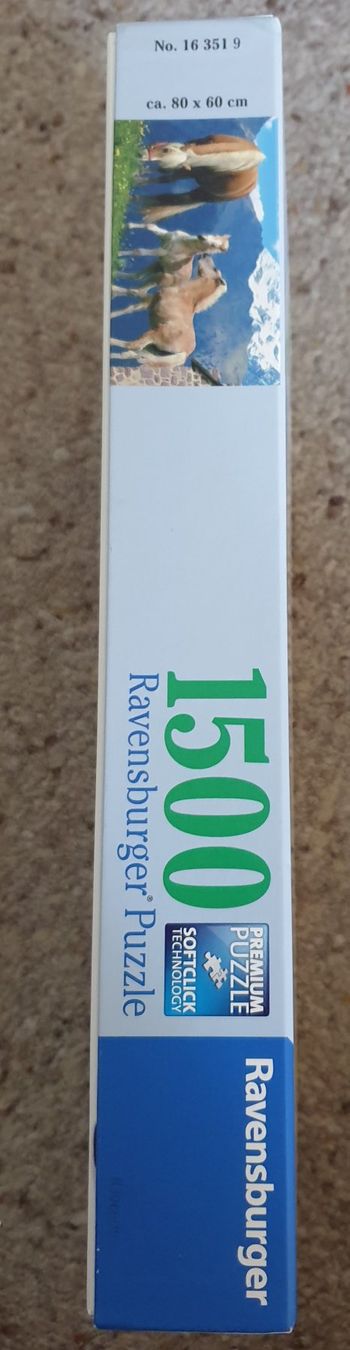 No. 16 351 9
ca. 80 x 60 cm
1500
Ravensburger® Puzzle
PREMIUM
PUZZLE
SOFTCLICK
TECHNOLOGY
Ravensburger